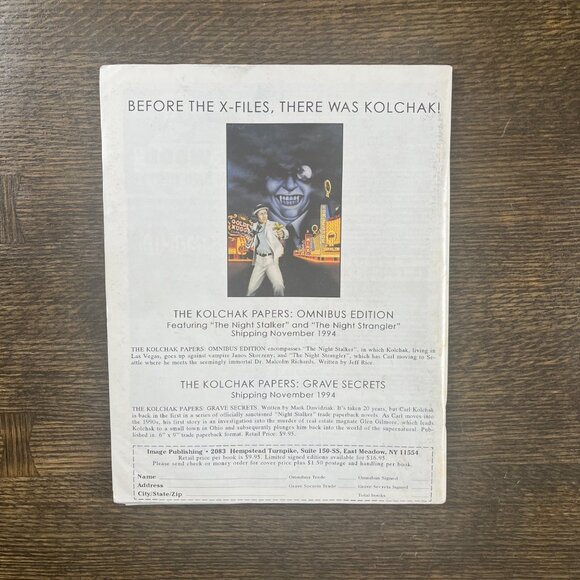 BEFORE THE X-FILES, THERE WAS KOLCHAK!
THE KOLCHAK PAPERS: OMNIBUS EDITION
Featuring "The Night Stalker" and "The Night Strangler"
Shipping November 1994
THE KOLCHAK PAPERS: OMNIBUS EDITION encompasses "The Night Stalker", in which Kolchak, living in
Las Vegas, goes up against vampire Janos Skorzeny, and "The Night Strangler", which has Carl moving to Se-
attle where he meets the seemingly immortal Dr. Malcolm Richards. Written by Jeff Rice.
THE KOLCHAK PAPERS: GRAVE SECRETS
Shipping November 1994
THE KOLCHAK PAPERS: GRAVE SECRETS, Written by Mark Dawidziak. It's taken 20 years, but Carl Kolchak
is back in the first in a series of officially sanctioned "Night Stalker" trade paperback novels. As Carl moves into
the 1990s, his first story is an investigation into the murder of real estate magnate Glen Gilmore, which leads
Kolchak to a small town in Ohio and subsequently plunges him back into the world of the supernatural. Pub-
lished in 6" x 9" trade paperback format. Retail Price: $9.95.
Image Publishing • 2083 Hempstead Turnpike, Suite 150-SS, East Meadow, NY 11554
Retail price per book is $9.95. Limited signed editions available for $16.95.
Please send check or money order for cover price plus $1.50 postage and handling per book.
Name Omnibus Trade Omnibus Signed
Address Grave Secrets Trade Grave Secrets Signed
City/State/Zip Total books